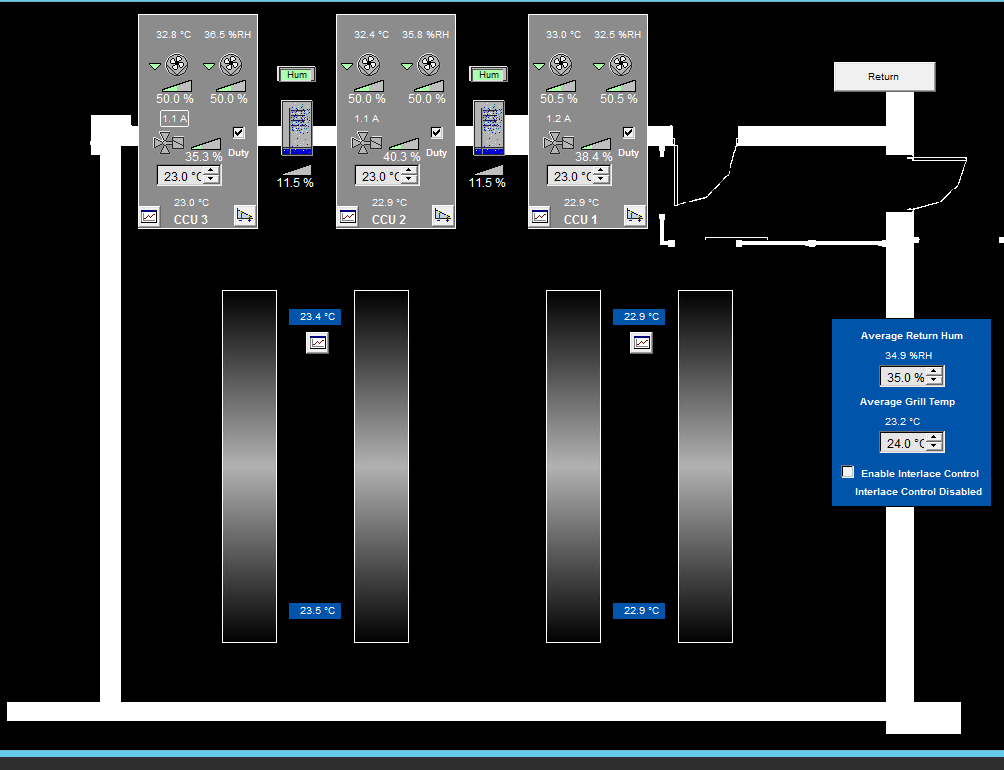 32.8 °C 36.5 %RH
50.0 % 50.0 %
1.1 A
35.3 % Duty
23.0 °C
23.0 °C
CCU 3
Hum
11.5 %
32.4 °C 35.8 %RH
50.0 % 50.0 %
1.1 A
40.3 % Duty
23.0 °C
22.9 °C
CCU 2
Hum
11.5 %
33.0 °C 32.5 %RH
50.5 % 50.5 %
1.2 A
38.4 % Duty
23.0 °C
22.9 °C
CCU 1
Return
23.4 °C
22.9 °C
23.5 °C
22.9 °C
Average Return Hum
34.9 %RH
35.0 %
Average Grill Temp
23.2 °C
24.0 °C
Enable Interlace Control
Interlace Control Disabled